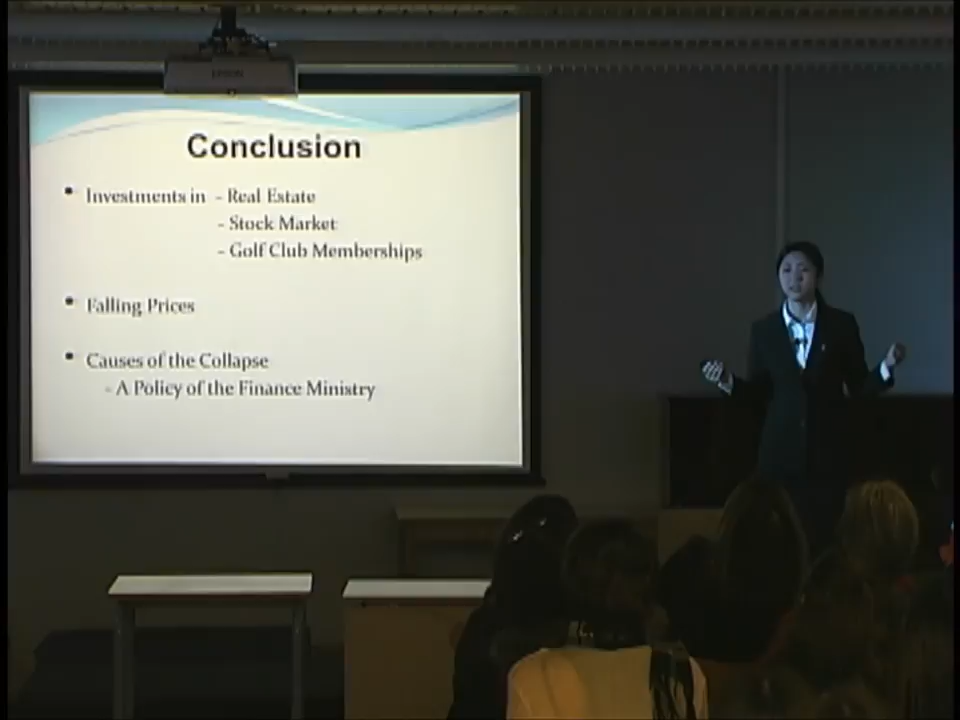 EPSON
Conclusion
• Investments in - Real Estate
- Stock Market
- Golf Club Memberships
• Falling Prices
• Causes of the Collapse
- A Policy of the Finance Ministry